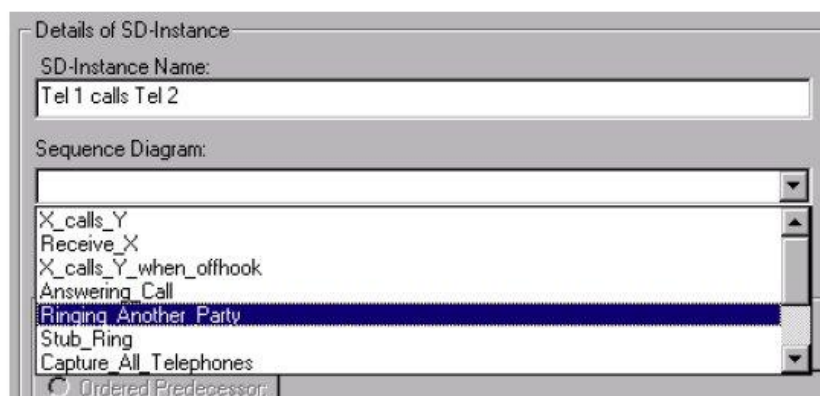 Details of SD-Instance
SD-Instance Name:
Tel 1 calls Tel 2
Sequence Diagram:
X_calls_Y
Receive_X
X_calls_Y_when_offhook
Answering_Call
Ringing_Another_Party
Stub_Ring
Capture_All_Telephones
Ordered Predecessor: